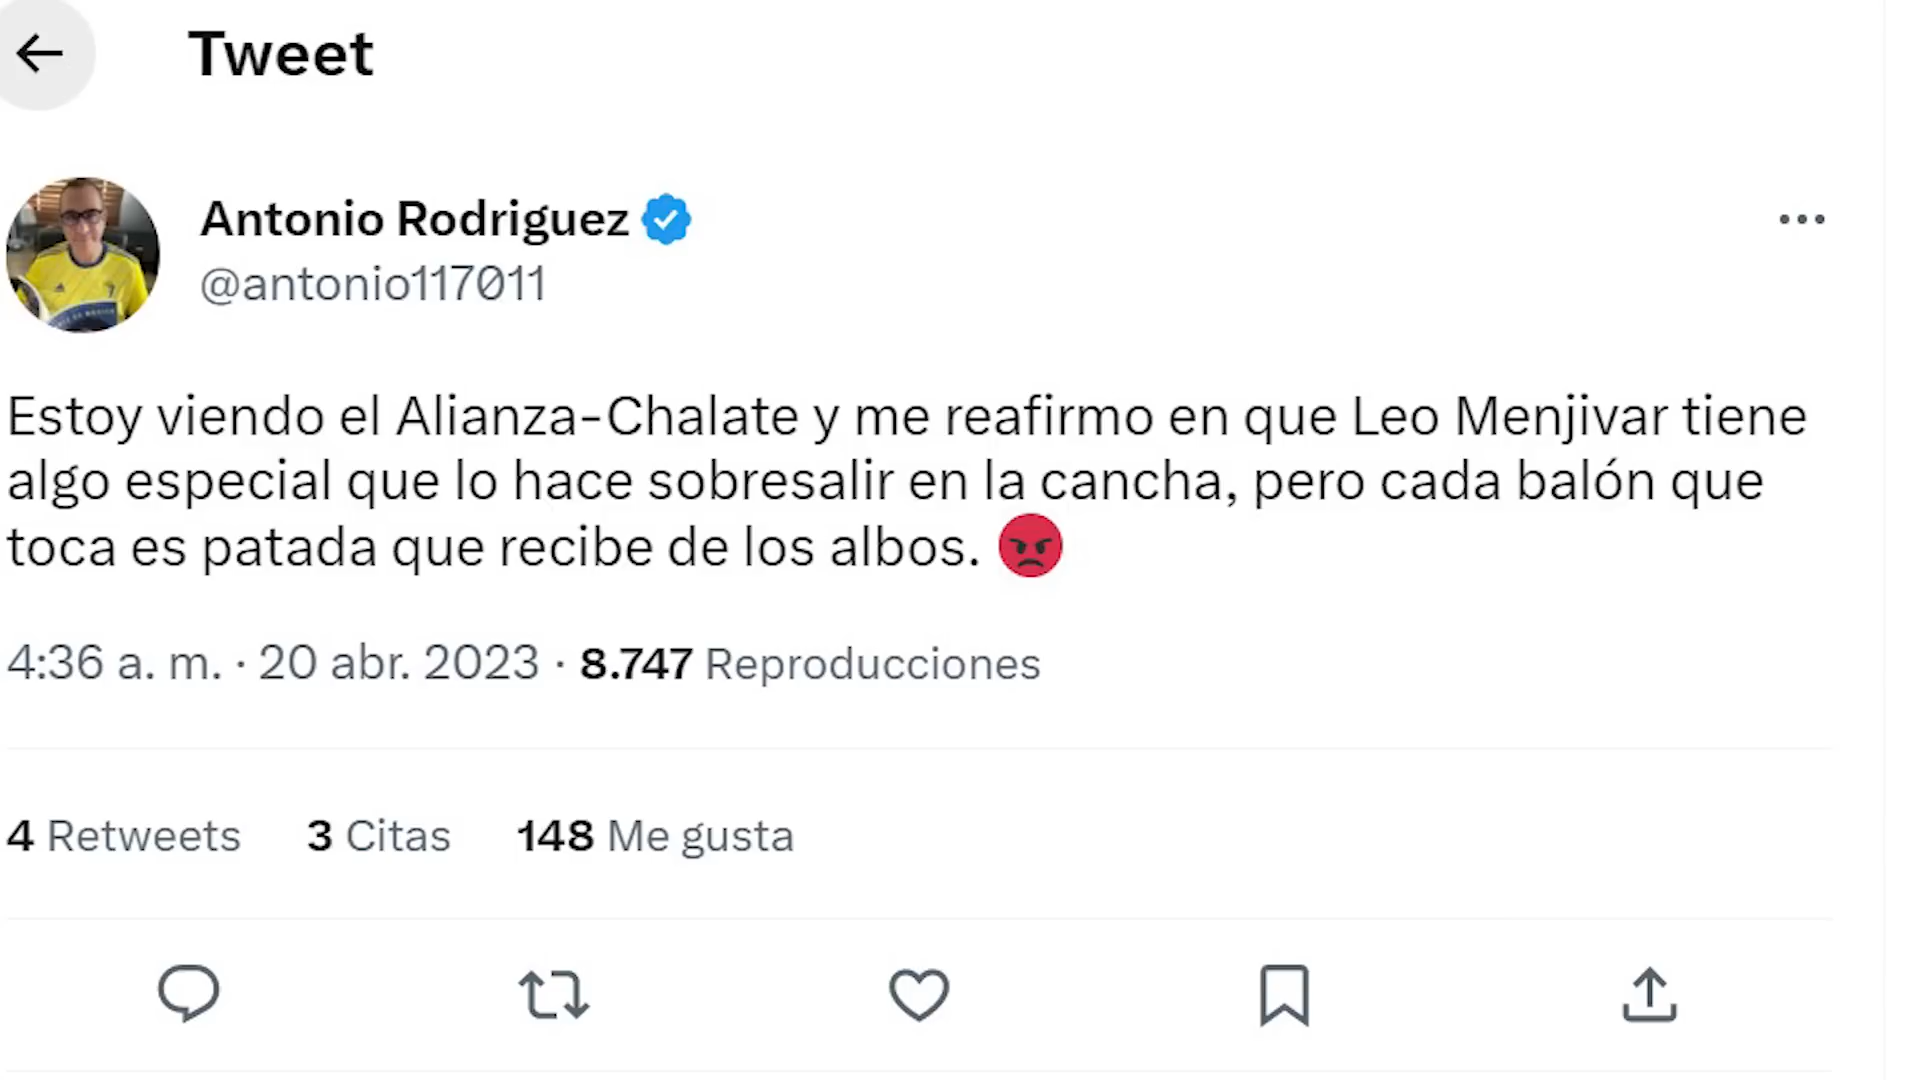 Tweet
Antonio Rodriguez
@antonio117011
Estoy viendo el Alianza-Chalate y me reafirmo en que Leo Menjivar tiene
algo especial que lo hace sobresalir en la cancha, pero cada balón que
toca es patada que recibe de los albos. 😡
4:36 a. m. · 20 abr. 2023 · 8.747 Reproducciones
4 Retweets 3 Citas 148 Me gusta